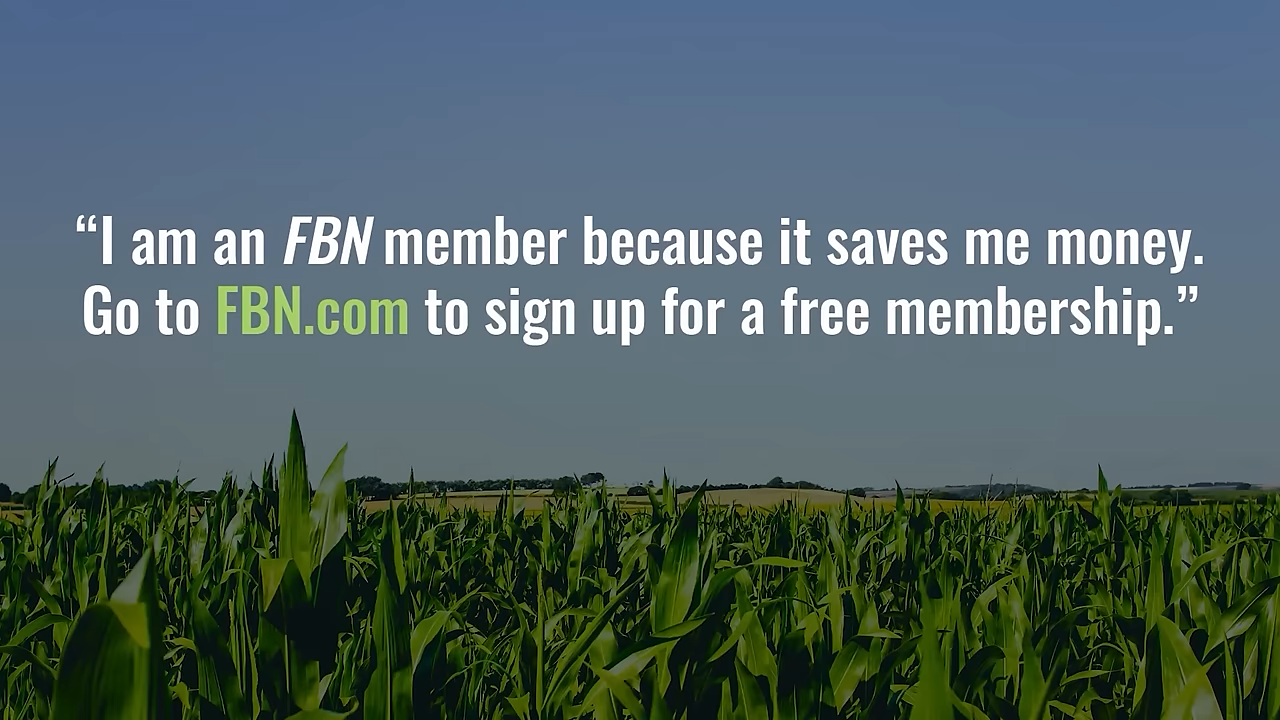 “I am an FBN member because it saves me money.
Go to FBN.com to sign up for a free membership.”